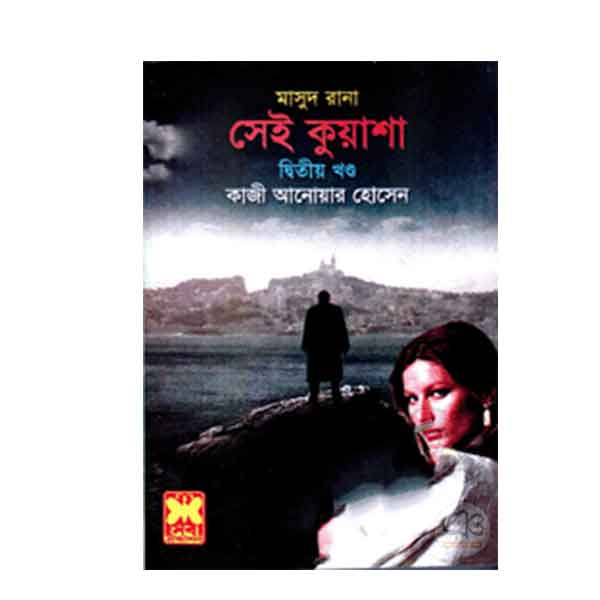 মাসুদ রানা
সেই কুয়াশা
দ্বিতীয় খণ্ড
কাজী আনোয়ার হোসেন
সেবা